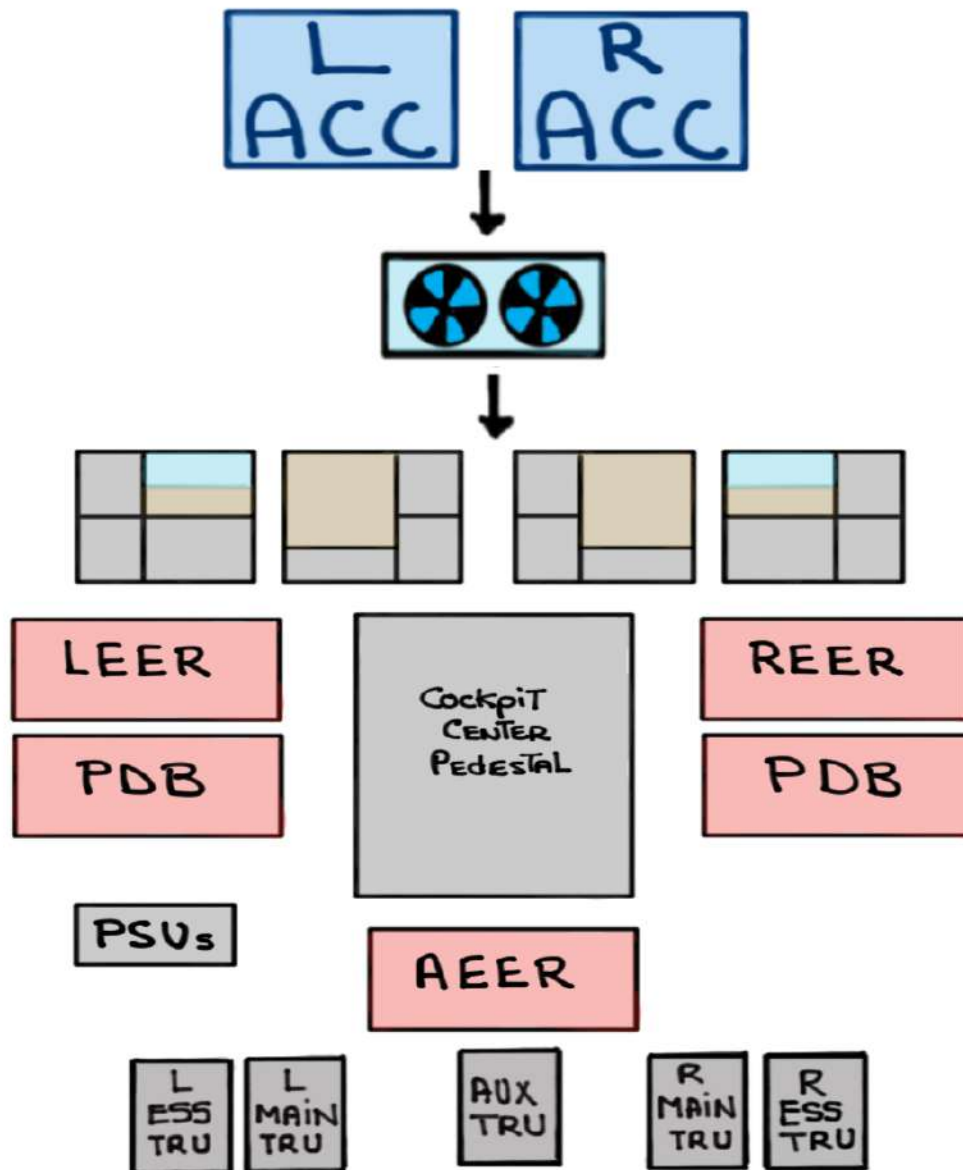 L
ACC
R
ACC
LEER
REER
PDB
COCKPIT
CENTER
PEDESTAL
PDB
PSUs
AEER
L
ESS
TRU
L
MAIN
TRU
AUX
TRU
R
MAIN
TRU
R
ESS
TRU